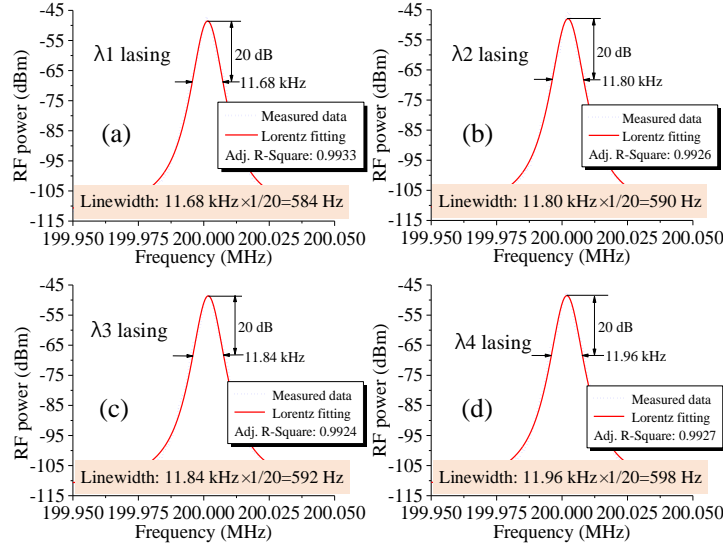 -45
-55
-65
-75
-85
-95
-105
-115
RF power (dBm)
λ1 lasing
20 dB
11.68 kHz
(a)
Measured data
Lorentz fitting
Adj. R-Square: 0.9933
Linewidth: 11.68 kHz×1/20=584 Hz
199.950 199.975 200.000 200.025 200.050
Frequency (MHz)
-45
-55
-65
-75
-85
-95
-105
-115
RF power (dBm)
λ2 lasing
20 dB
11.80 kHz
(b)
Measured data
Lorentz fitting
Adj. R-Square: 0.9926
Linewidth: 11.80 kHz×1/20=590 Hz
199.950 199.975 200.000 200.025 200.050
Frequency (MHz)
-45
-55
-65
-75
-85
-95
-105
-115
RF power (dBm)
λ3 lasing
20 dB
11.84 kHz
(c)
Measured data
Lorentz fitting
Adj. R-Square: 0.9924
Linewidth: 11.84 kHz×1/20=592 Hz
199.950 199.975 200.000 200.025 200.050
Frequency (MHz)
-45
-55
-65
-75
-85
-95
-105
-115
RF power (dBm)
λ4 lasing
20 dB
11.96 kHz
(d)
Measured data
Lorentz fitting
Adj. R-Square: 0.9927
Linewidth: 11.96 kHz×1/20=598 Hz
199.950 199.975 200.000 200.025 200.050
Frequency (MHz)